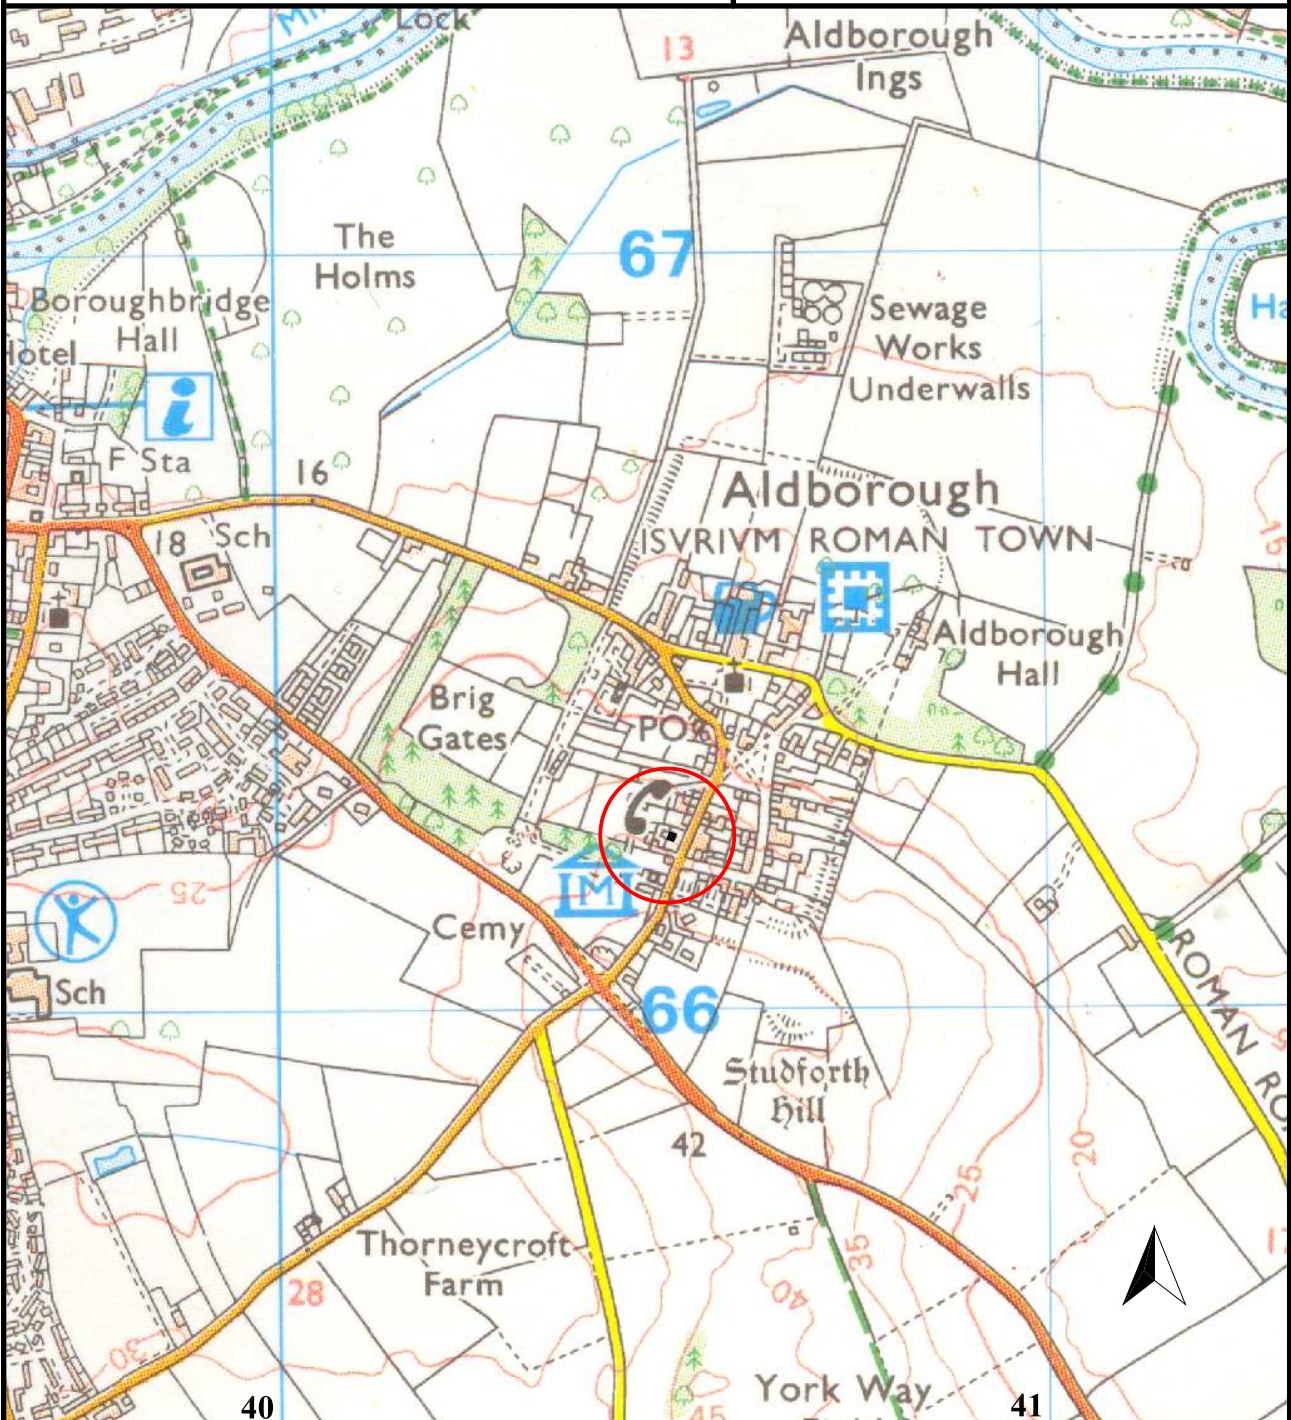 Lock
13
Aldborough
Ings
The
Holms
67
Boroughbridge
Hall
Sewage
Works
Underwalls
i
F Sta
16
Aldborough
ISVRIVM ROMAN TOWN
18
Sch
15
Aldborough
Hall
Brig
Gates
PO
M
25
Cemy
Sch
66
ROMAN
Studforth
Hill
42
20
25
35
Thorneycroft
Farm
40
28
30
York Way
45
40
41